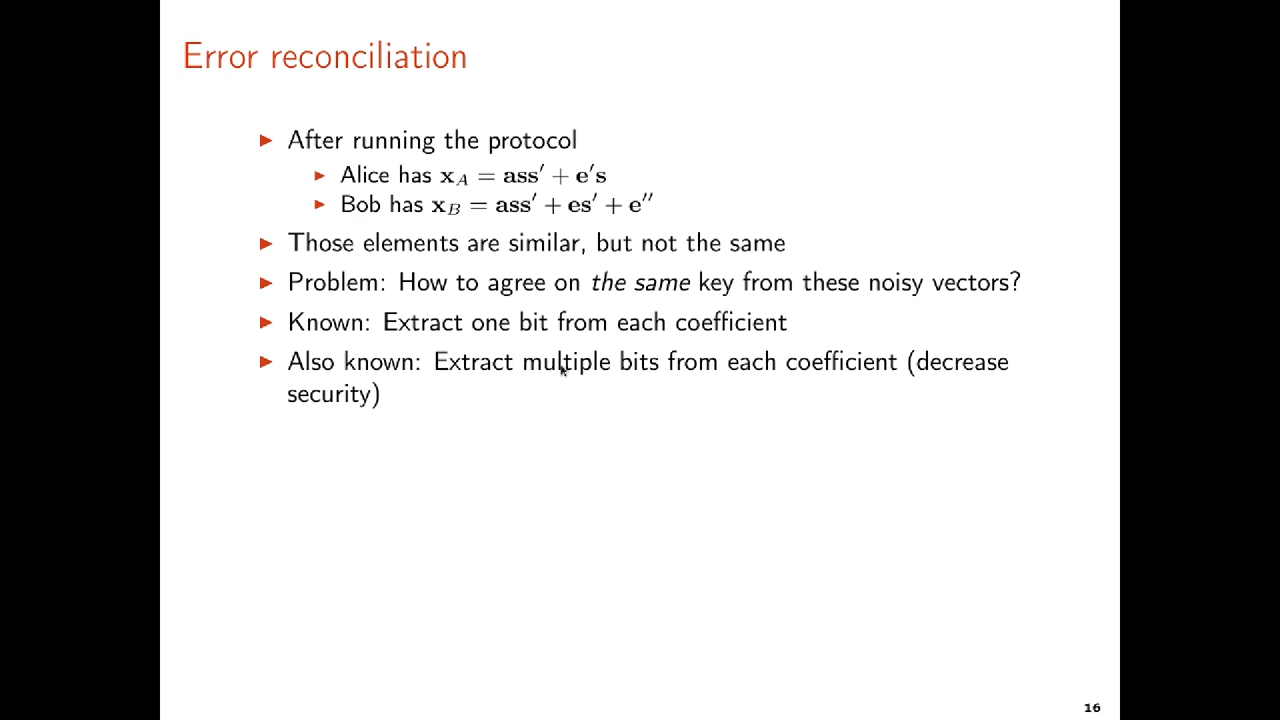 Error reconciliation
▶ After running the protocol
▶ Alice has x_A = ass′ + e′s
▶ Bob has x_B = ass′ + es′ + e″
▶ Those elements are similar, but not the same
▶ Problem: How to agree on the same key from these noisy vectors?
▶ Known: Extract one bit from each coefficient
▶ Also known: Extract multiple bits from each coefficient (decrease
security)
16